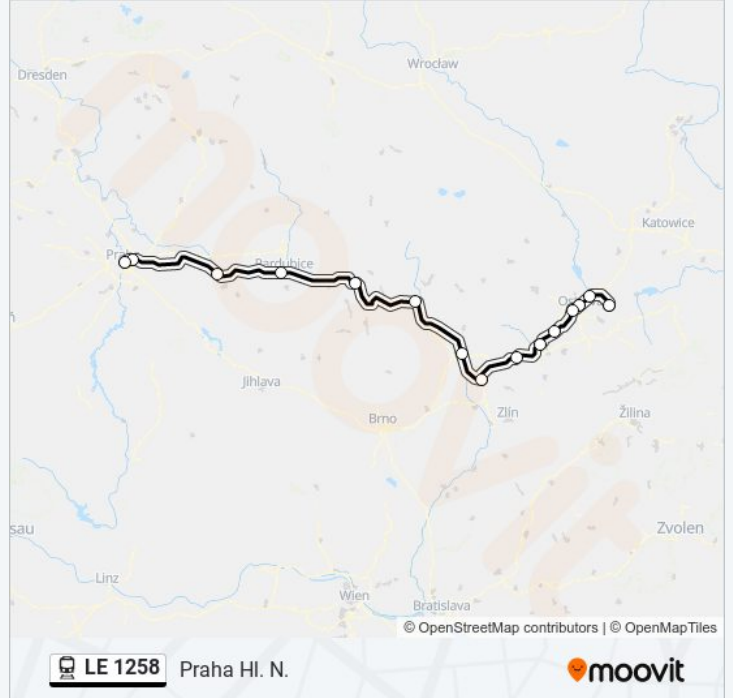 Dresden
Wrocław
Katowice
Praha
Pardubice
Jihlava
Brno
Zlín
Žilina
Zvolen
Linz
Wien
Bratislava
© OpenStreetMap contributors | © OpenMapTiles
LE 1258 Praha Hl. N.
moovit